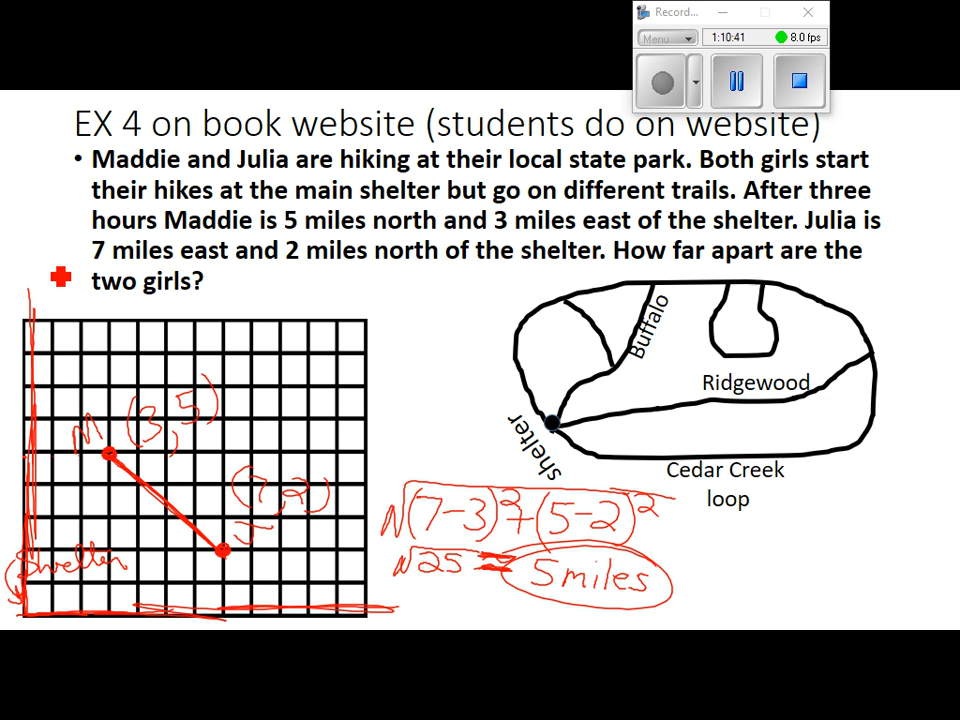 Record...
Menu
1:10:41
8.0 fps
EX 4 on book website (students do on website)
• Maddie and Julia are hiking at their local state park. Both girls start
their hikes at the main shelter but go on different trails. After three
hours Maddie is 5 miles north and 3 miles east of the shelter. Julia is
7 miles east and 2 miles north of the shelter. How far apart are the
two girls?
Buffalo
Ridgewood
shelter
Cedar Creek
loop
M (3,5)
(7,2)
J
Shelter
√(7-3)²+(5-2)²
√25 = 5 miles